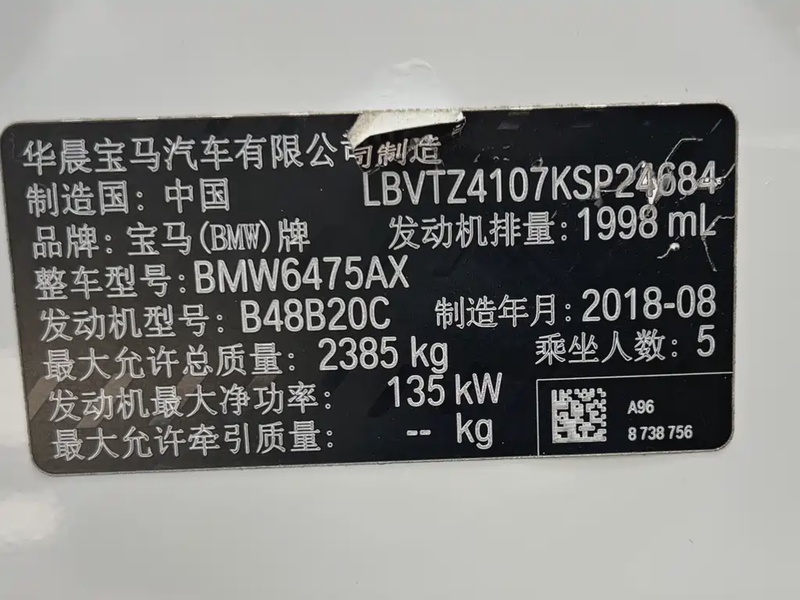 华晨宝马汽车有限公司制造
制造国: 中国 LBVTZ4107KSP24684
品牌: 宝马(BMW)牌 发动机排量: 1998 mL
整车型号: BMW6475AX
发动机型号: B48B20C 制造年月: 2018-08
最大允许总质量: 2385 kg 乘坐人数: 5
发动机最大净功率: 135 kW
最大允许牵引质量: -- kg
A96
8 738 756